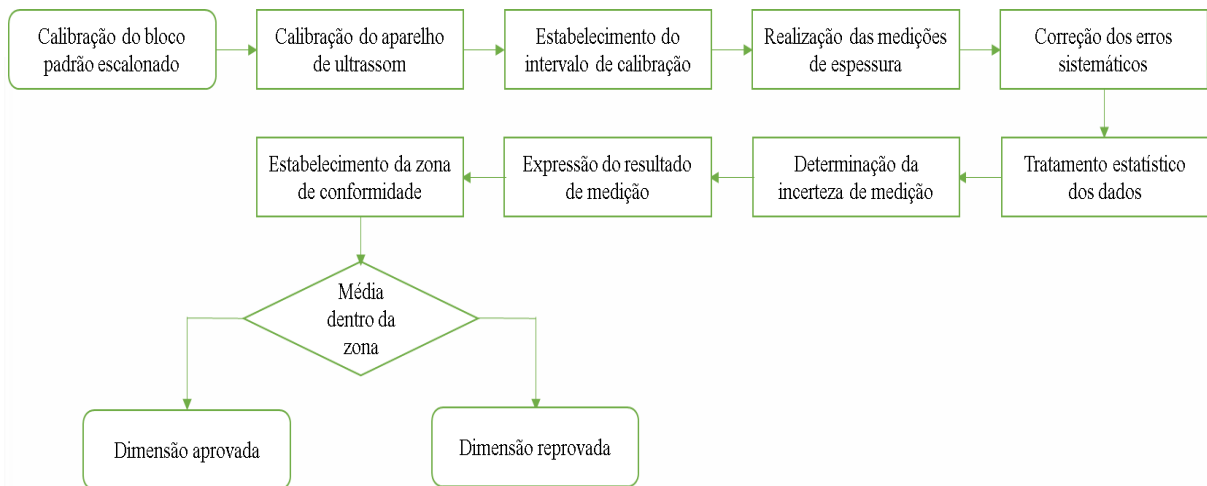 Calibração do bloco
padrão escalonado
Calibração do aparelho
de ultrassom
Estabelecimento do
intervalo de calibração
Realização das medições
de espessura
Correção dos erros
sistemáticos
Tratamento estatístico
dos dados
Determinação da
incerteza de medição
Expressão do resultado
de medição
Estabelecimento da zona
de conformidade
Média
dentro da
zona
Dimensão aprovada
Dimensão reprovada